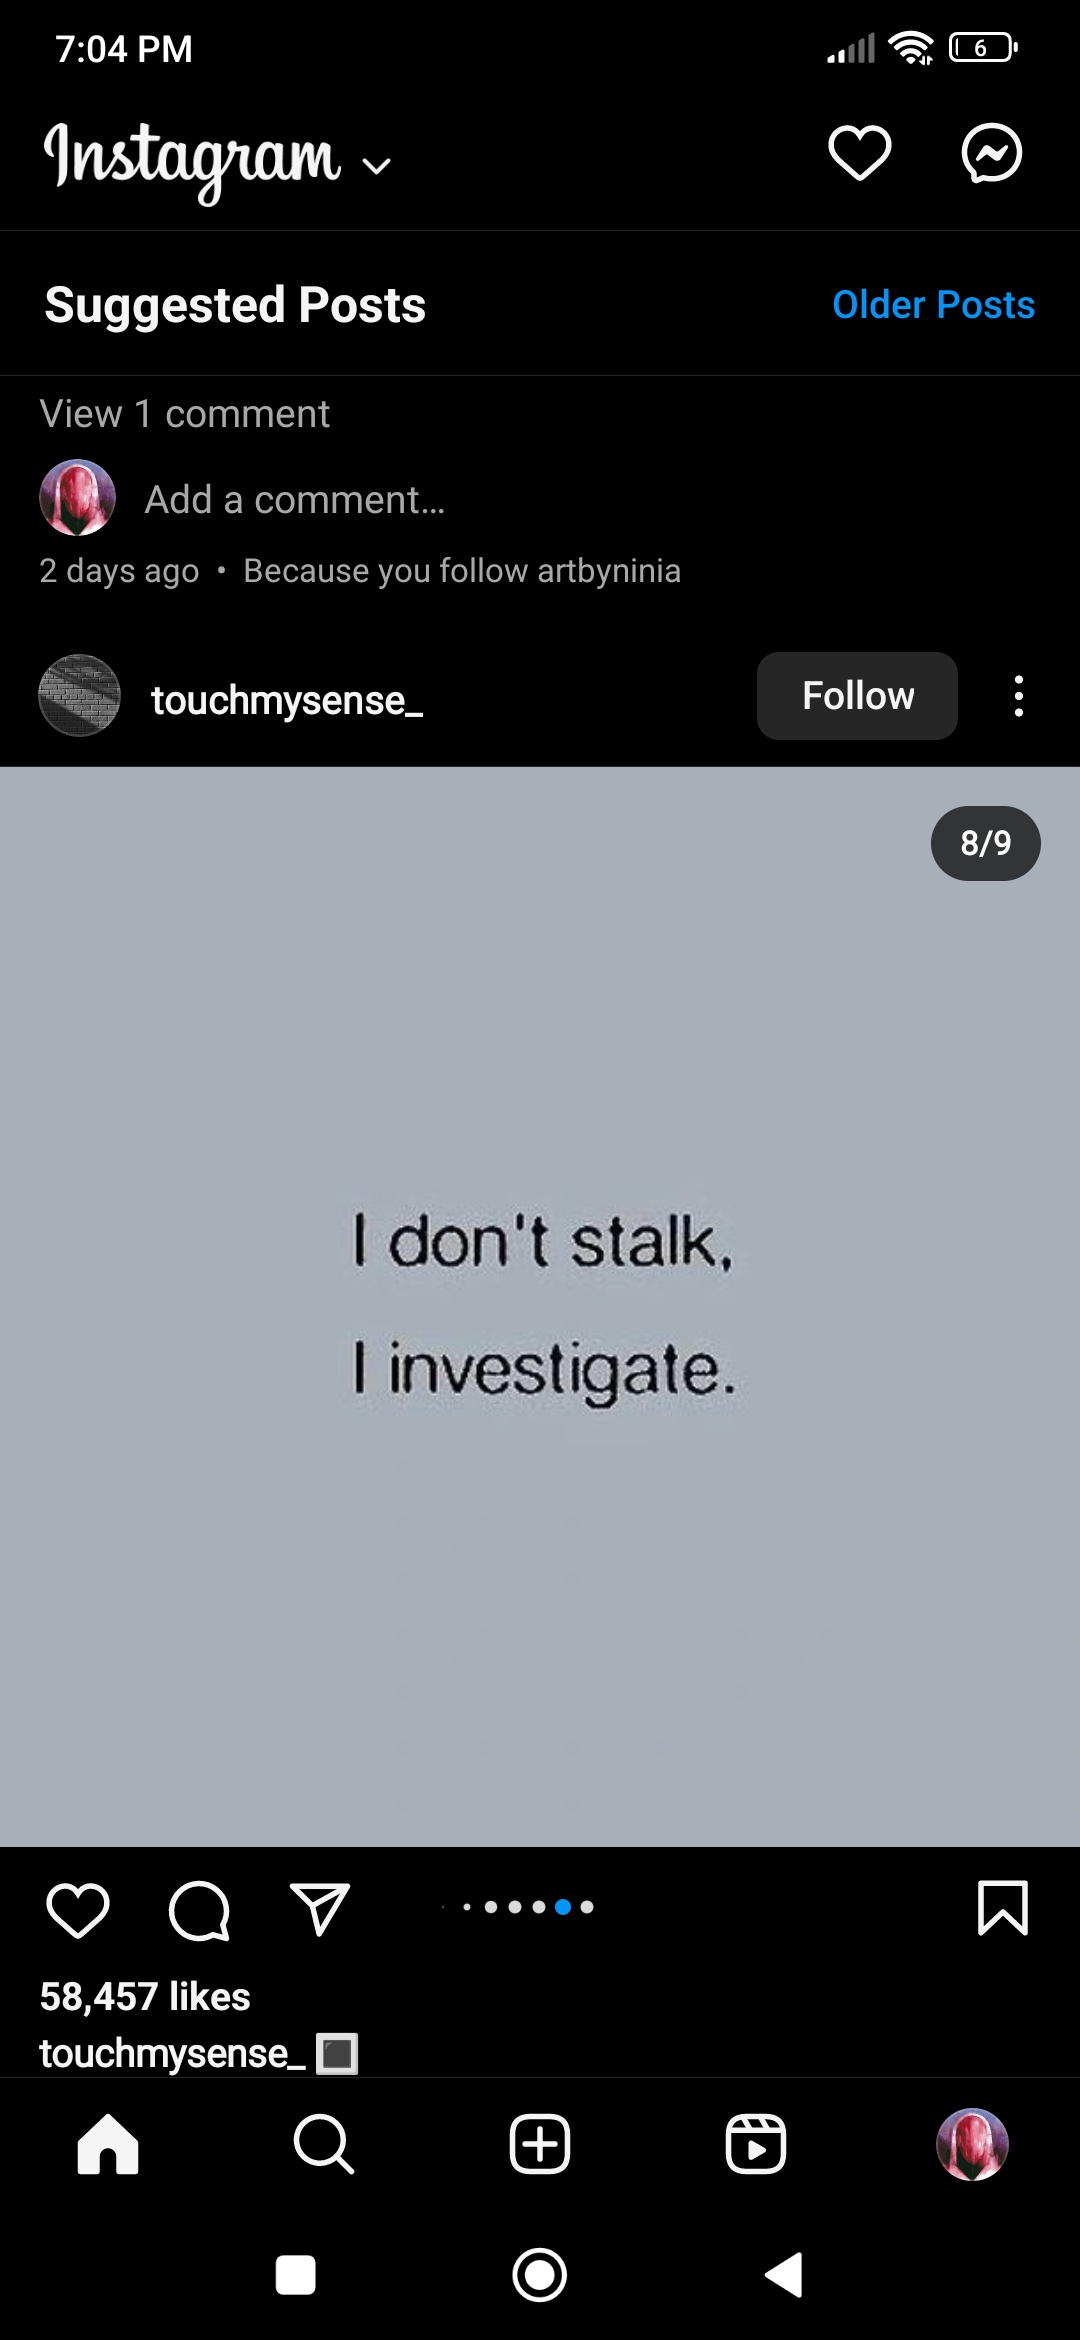 7:04 PM
6
Instagram
Suggested Posts
Older Posts
View 1 comment
Add a comment...
2 days ago • Because you follow artbyninia
touchmysense_
Follow
8/9
I don't stalk,
I investigate.
58,457 likes
touchmysense_